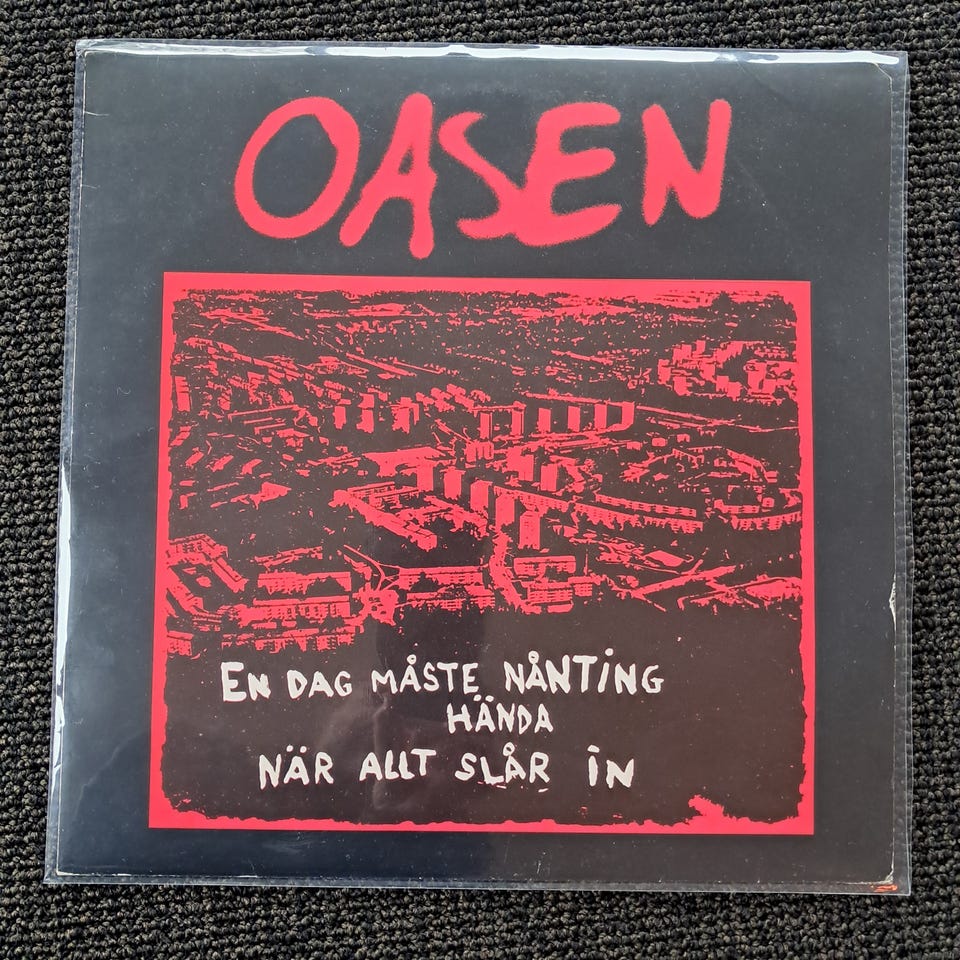 OASEN
EN DAG MÅSTE NÅNTiNG
HÄNDA
NÄR ALLT SLÅR iN